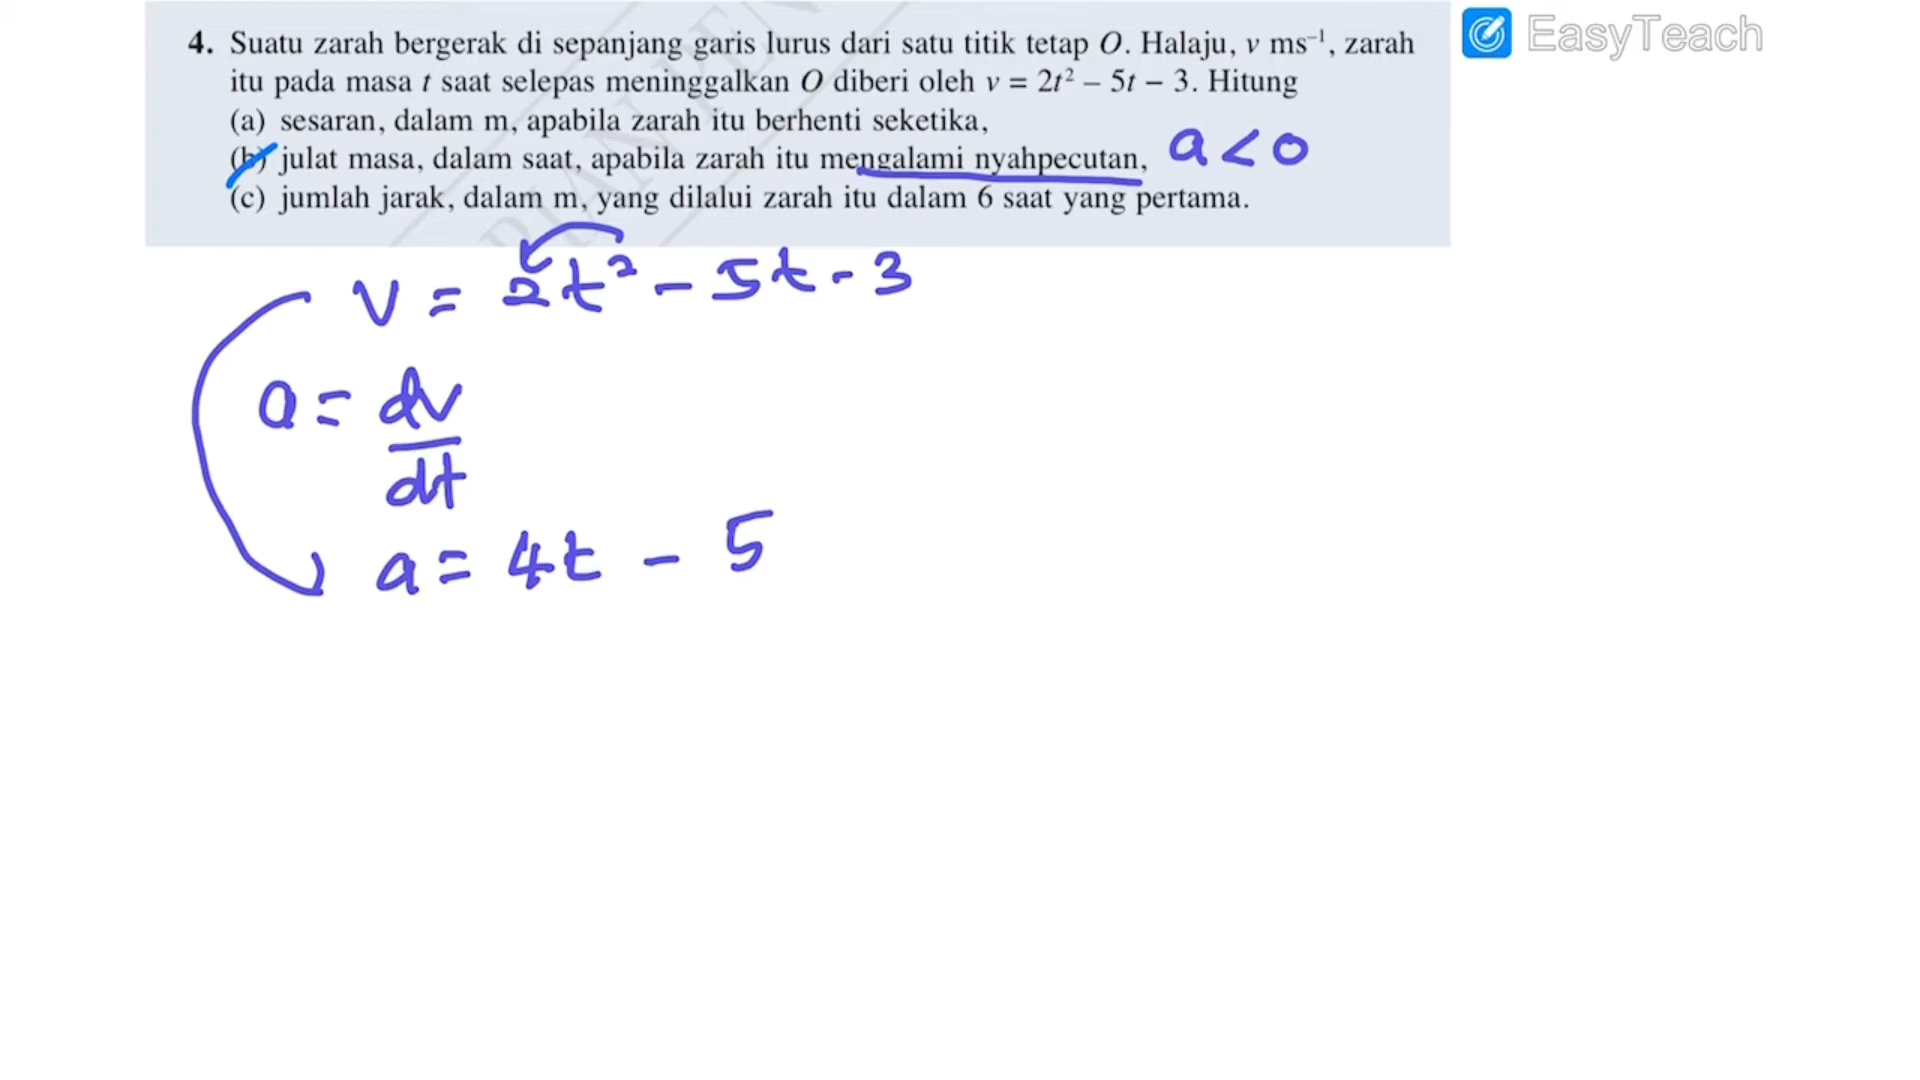 4. Suatu zarah bergerak di sepanjang garis lurus dari satu titik tetap O. Halaju, v ms⁻¹, zarah
itu pada masa t saat selepas meninggalkan O diberi oleh v = 2t² – 5t – 3. Hitung
(a) sesaran, dalam m, apabila zarah itu berhenti seketika,
(b) julat masa, dalam saat, apabila zarah itu mengalami nyahpecutan, a < 0
(c) jumlah jarak, dalam m, yang dilalui zarah itu dalam 6 saat yang pertama.
EasyTeach
v = 2t² - 5t - 3
a = dv
dt
a = 4t - 5